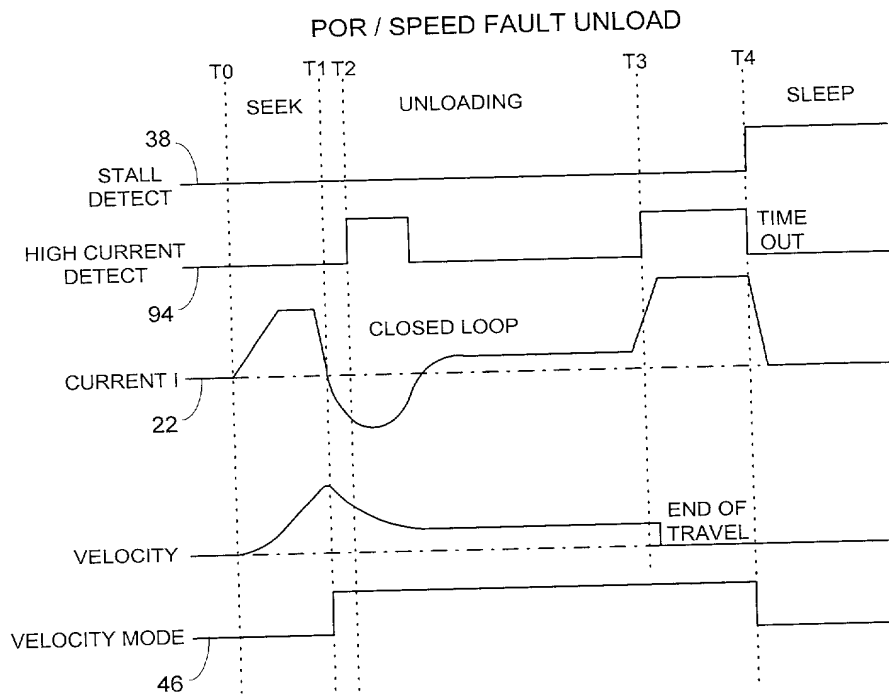 POR / SPEED FAULT UNLOAD
T0
T1
T2
T3
T4
SEEK
UNLOADING
SLEEP
38
STALL
DETECT
HIGH CURRENT
DETECT
TIME
OUT
94
CLOSED LOOP
CURRENT I
22
END OF
TRAVEL
VELOCITY
VELOCITY MODE
46